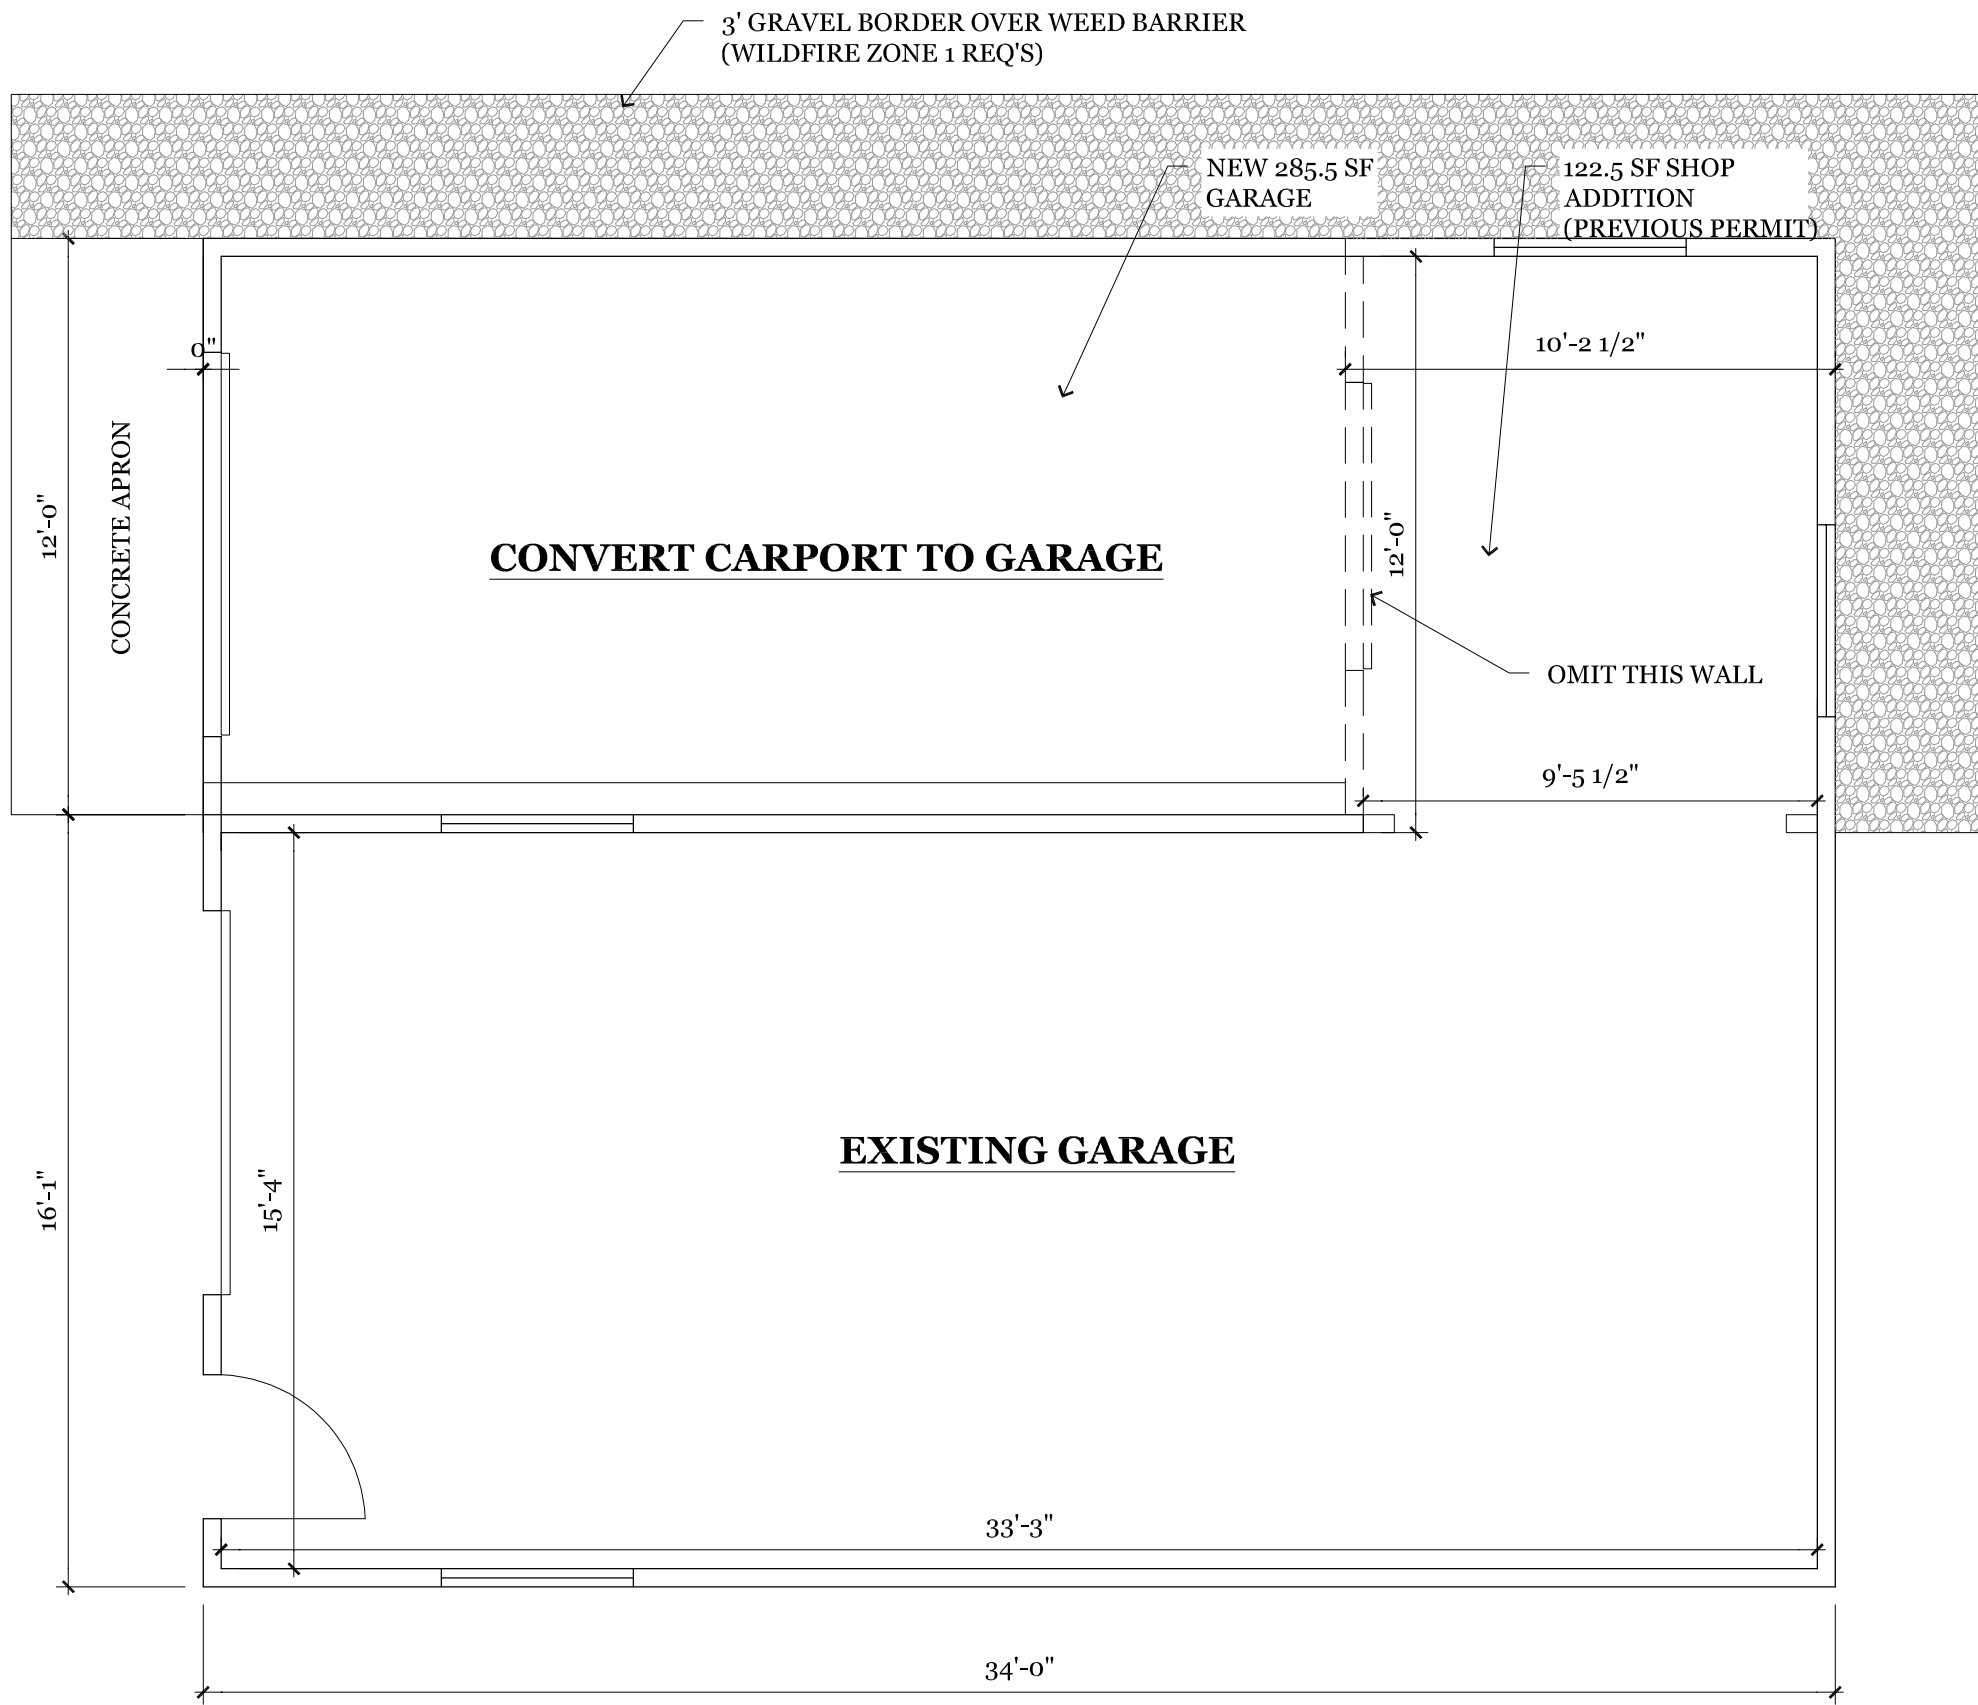 3' GRAVEL BORDER OVER WEED BARRIER
(WILDFIRE ZONE 1 REQ'S)
NEW 285.5 SF
GARAGE
122.5 SF SHOP
ADDITION
(PREVIOUS PERMIT)
0"
10'-2 1/2"
CONCRETE APRON
12'-0"
CONVERT CARPORT TO GARAGE
12'-0"
OMIT THIS WALL
9'-5 1/2"
EXISTING GARAGE
16'-1"
15'-4"
33'-3"
34'-0"